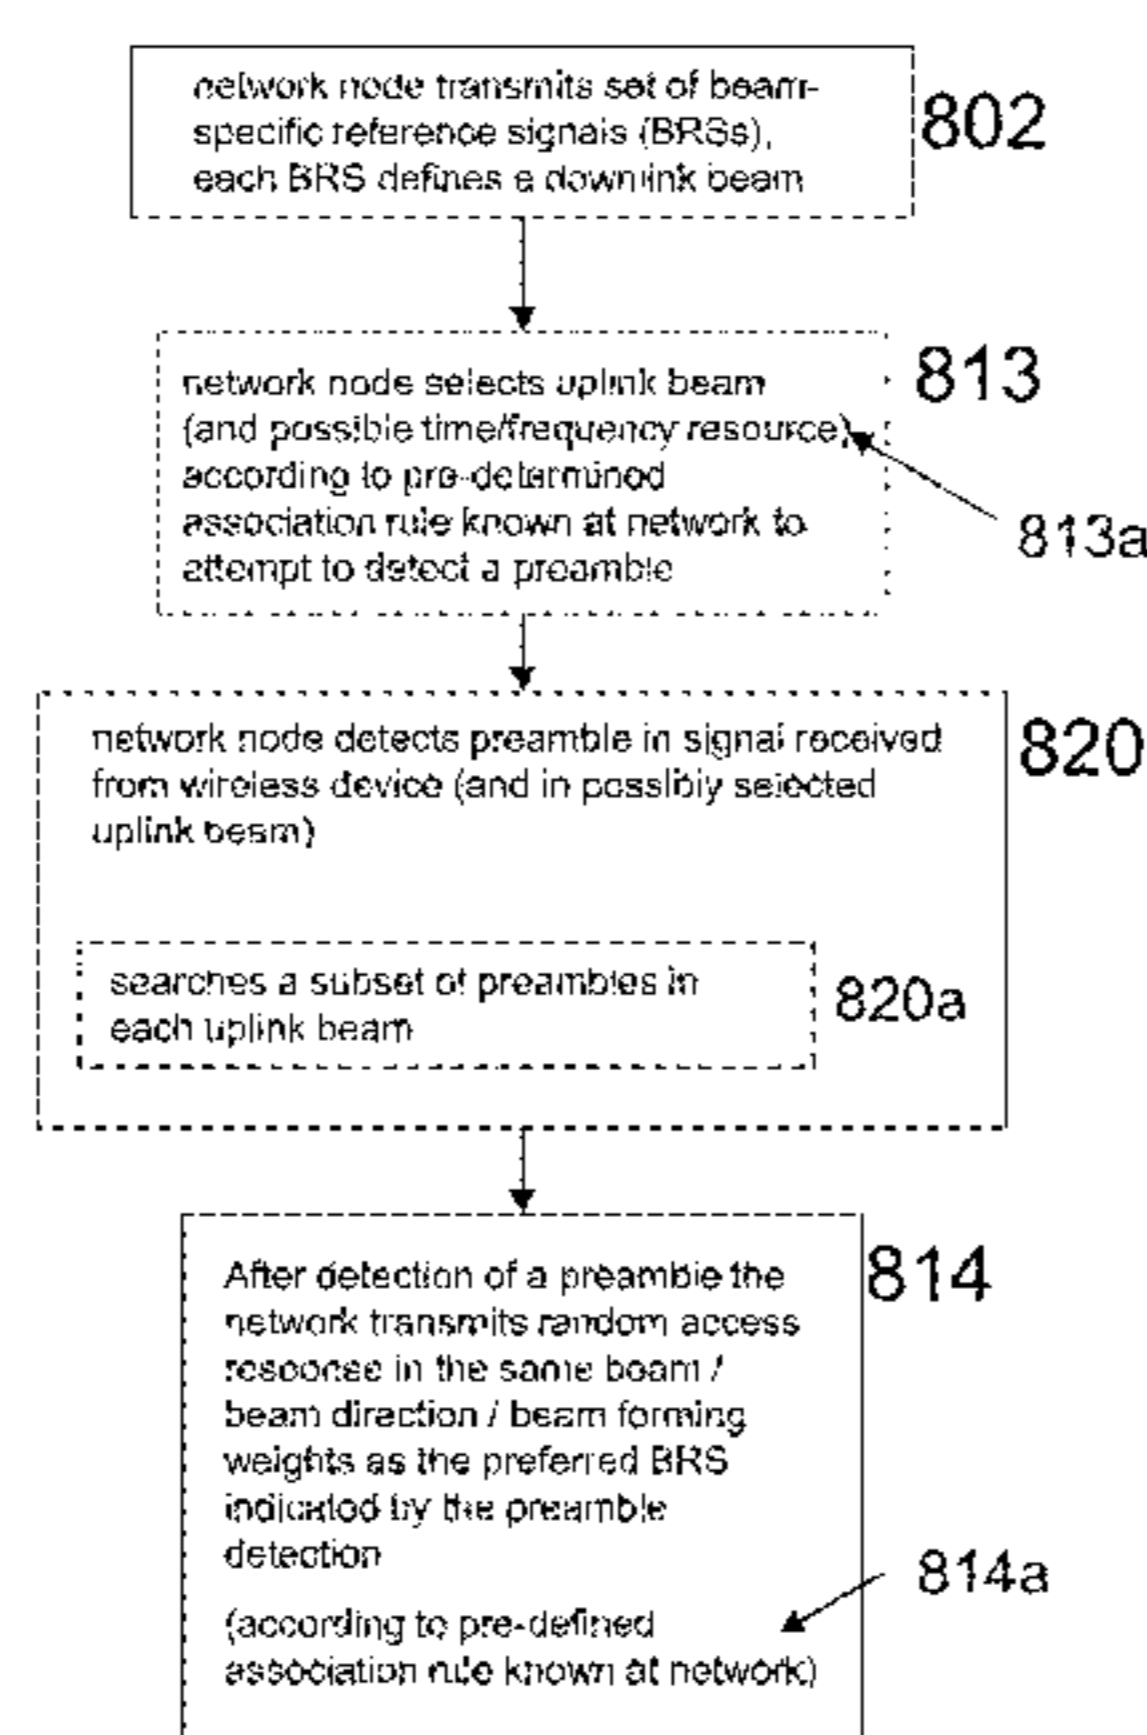 network node transmits set of beam-
specific reference signals (BRSs),
each BRS defines a downlink beam
802
network node selects uplink beam
(and possible time/frequency resource)
according to pre-determined
association rule known at network to
attempt to detect a preamble
813
813a
network node detects preamble in signal received
from wireless device (and in possibly selected
uplink beam)
820
searches a subset of preambles in
each uplink beam
820a
After detection of a preamble the
network transmits random access
response in the same beam /
beam direction / beam forming
weights as the preferred BRS
indicated by the preamble
detection
814
(according to pre-defined
association rule known at network)
814a